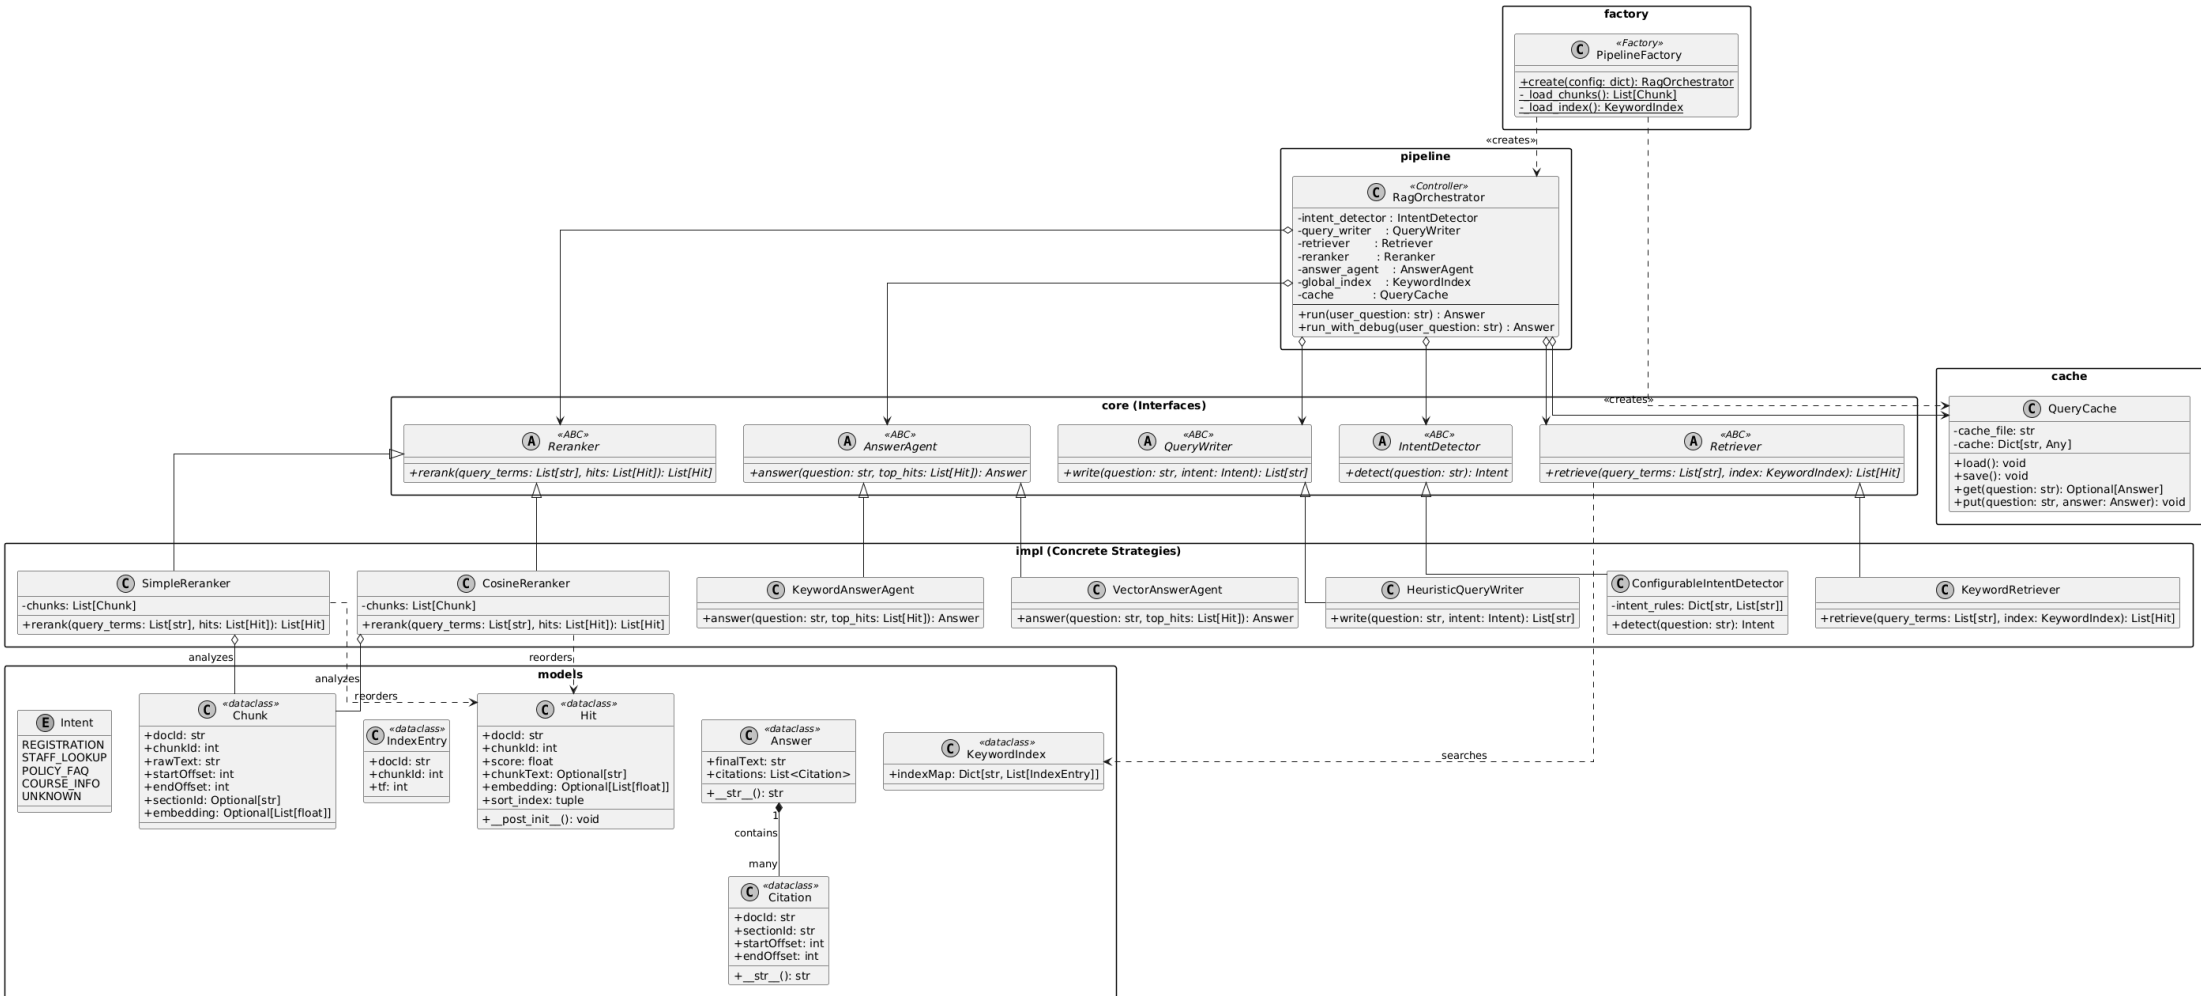 factory
C
«Factory»
PipelineFactory
+create(config: dict): RagOrchestrator
-_load_chunks(): List[Chunk]
-_load_index(): KeywordIndex
«creates»
pipeline
C
«Controller»
RagOrchestrator
-intent_detector : IntentDetector
-query_writer : QueryWriter
-retriever : Retriever
-reranker : Reranker
-answer_agent : AnswerAgent
-global_index : KeywordIndex
-cache : QueryCache
+run(user_question: str) : Answer
+run_with_debug(user_question: str) : Answer
«creates»
cache
C
QueryCache
-cache_file: str
-cache: Dict[str, Any]
+load(): void
+save(): void
+get(question: str): Optional[Answer]
+put(question: str, answer: Answer): void
core (Interfaces)
A
«ABC»
Reranker
+rerank(query_terms: List[str], hits: List[Hit]): List[Hit]
A
«ABC»
AnswerAgent
+answer(question: str, top_hits: List[Hit]): Answer
A
«ABC»
QueryWriter
+write(question: str, intent: Intent): List[str]
A
«ABC»
IntentDetector
+detect(question: str): Intent
A
«ABC»
Retriever
+retrieve(query_terms: List[str], index: KeywordIndex): List[Hit]
impl (Concrete Strategies)
C
SimpleReranker
-chunks: List[Chunk]
+rerank(query_terms: List[str], hits: List[Hit]): List[Hit]
C
CosineReranker
-chunks: List[Chunk]
+rerank(query_terms: List[str], hits: List[Hit]): List[Hit]
C
KeywordAnswerAgent
+answer(question: str, top_hits: List[Hit]): Answer
C
VectorAnswerAgent
+answer(question: str, top_hits: List[Hit]): Answer
C
HeuristicQueryWriter
+write(question: str, intent: Intent): List[str]
C
ConfigurableIntentDetector
-intent_rules: Dict[str, List[str]]
+detect(question: str): Intent
C
KeywordRetriever
+retrieve(query_terms: List[str], index: KeywordIndex): List[Hit]
analyzes
analyzes
reorders
reorders
searches
models
E
Intent
REGISTRATION
STAFF_LOOKUP
POLICY_FAQ
COURSE_INFO
UNKNOWN
C
«dataclass»
Chunk
+docId: str
+chunkId: int
+rawText: str
+startOffset: int
+endOffset: int
+sectionId: Optional[str]
+embedding: Optional[List[float]]
C
«dataclass»
IndexEntry
+docId: str
+chunkId: int
+tf: int
C
«dataclass»
Hit
+docId: str
+chunkId: int
+score: float
+chunkText: Optional[str]
+embedding: Optional[List[float]]
+sort_index: tuple
+__post_init__(): void
C
«dataclass»
Answer
+finalText: str
+citations: List<Citation>
+__str__(): str
1
contains
many
C
«dataclass»
Citation
+docId: str
+sectionId: str
+startOffset: int
+endOffset: int
+__str__(): str
C
«dataclass»
KeywordIndex
+indexMap: Dict[str, List[IndexEntry]]